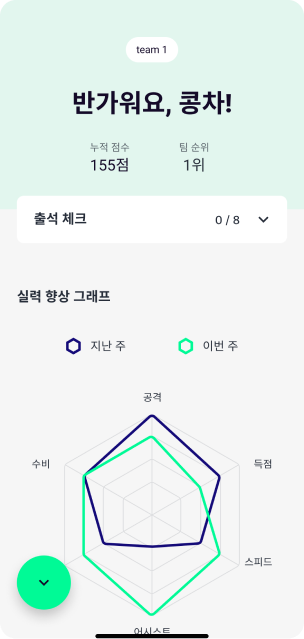 team 1
반가워요, 콩차!
누적 점수 팀 순위
155점 1위
출석 체크 0 / 8
실력 향상 그래프
지난 주 이번 주
공격
수비 득점
스피드
어시스트